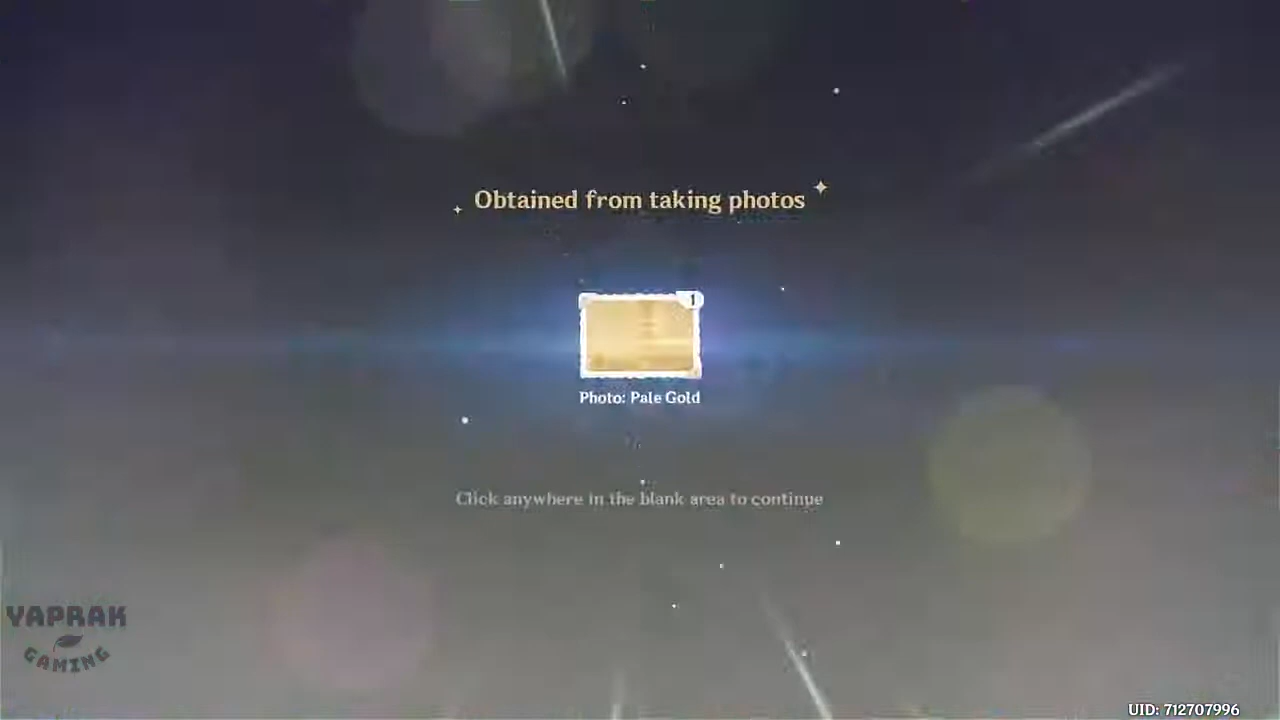 Obtained from taking photos
1
Photo: Pale Gold
Click anywhere in the blank area to continue
YAPRAK
GAMING
UID: 712707996